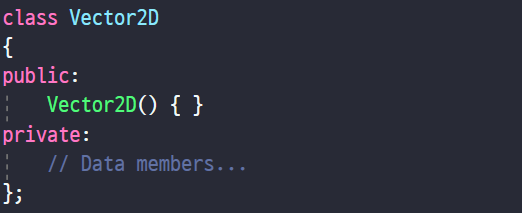 class Vector2D
{
public:
    Vector2D() { }
private:
    // Data members...
};